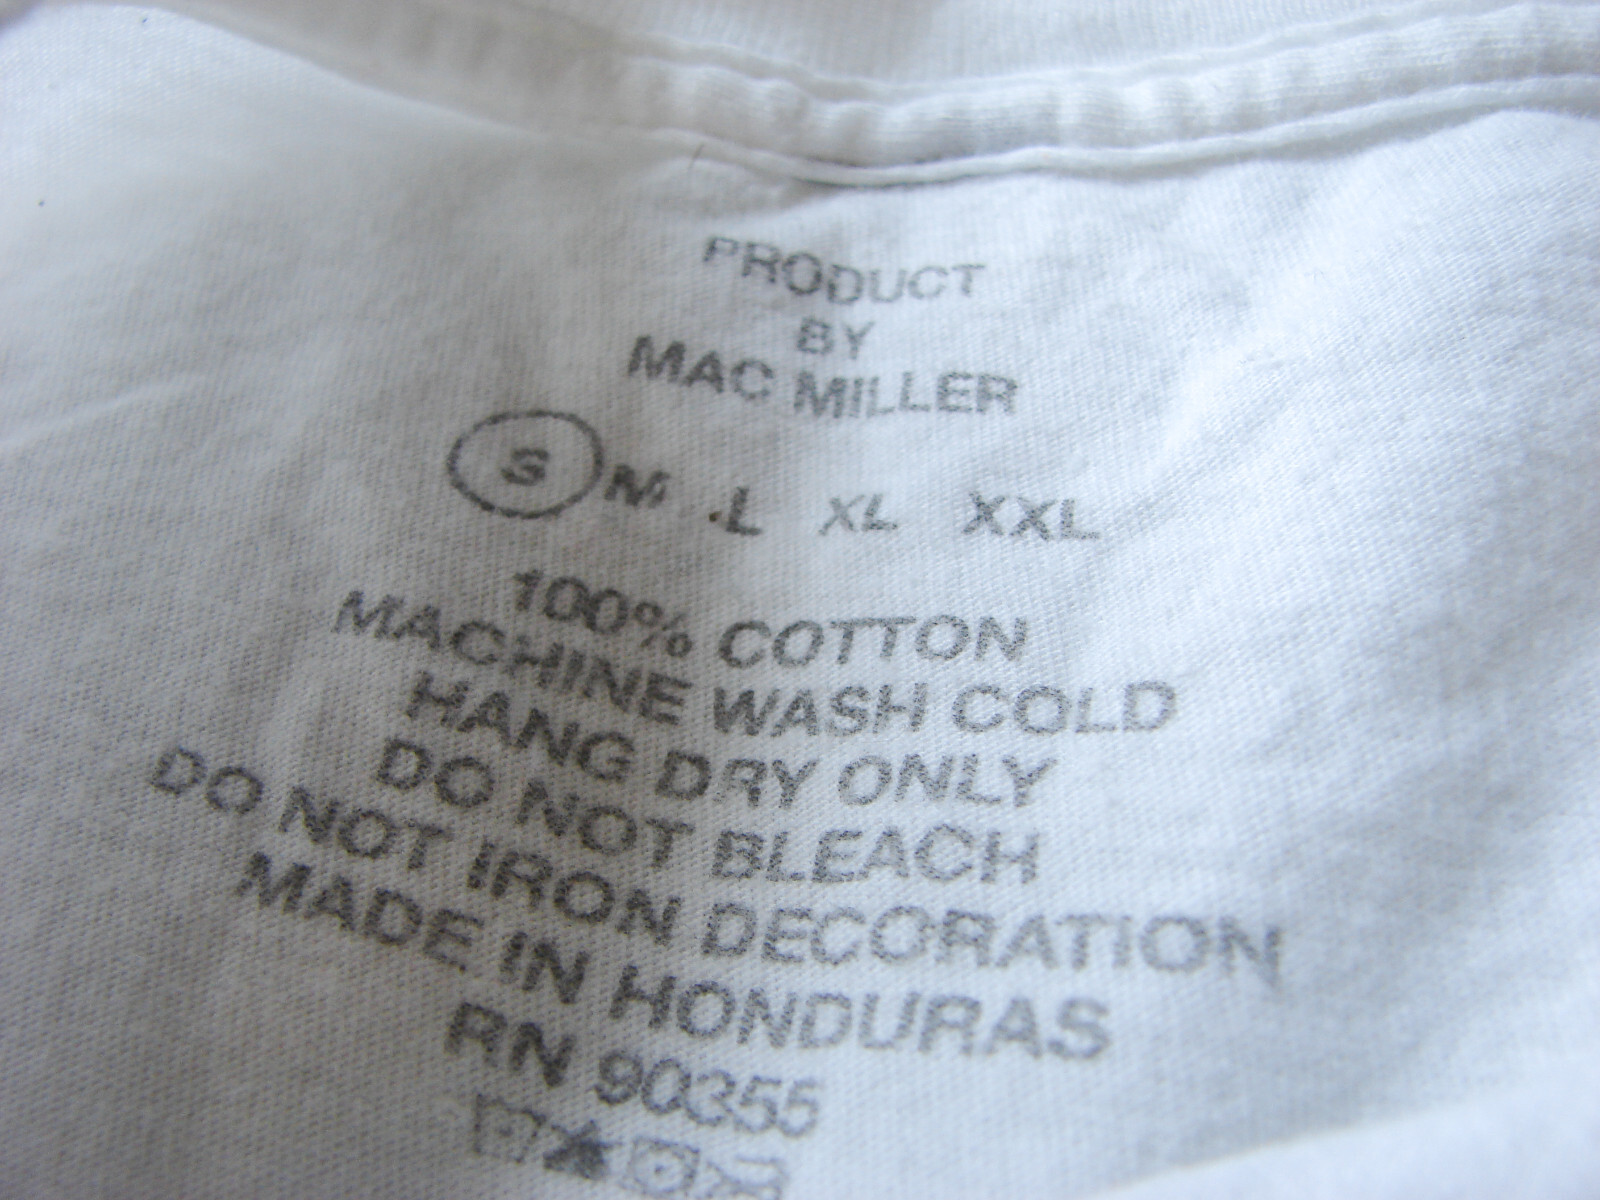 PRODUCT
BY
MAC MILLER
S M L XL XXL
100% COTTON
MACHINE WASH COLD
HANG DRY ONLY
DO NOT BLEACH
DO NOT IRON DECORATION
MADE IN HONDURAS
RN 90355